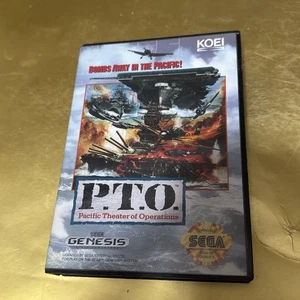 KOEI
BOMBS AWAY IN THE PACIFIC!
P.T.O.
Pacific Theater of Operations
SEGA
GENESIS
SEGA